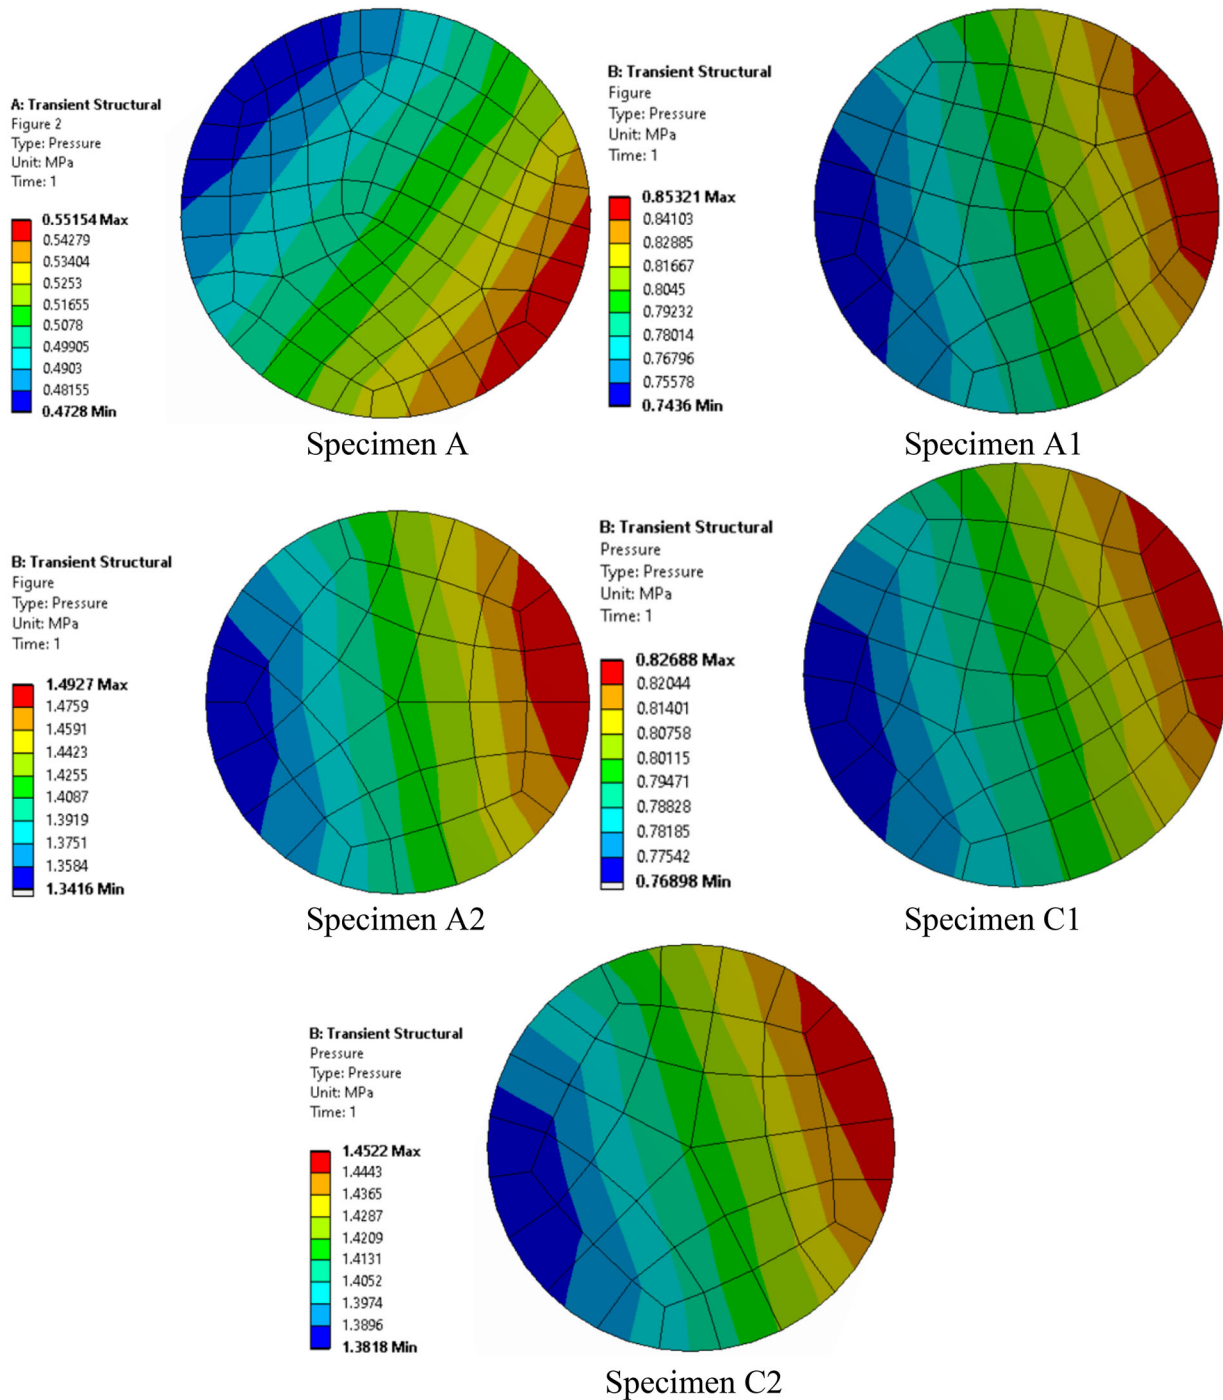 A: Transient Structural
Figure 2
Type: Pressure
Unit: MPa
Time: 1
0.55154 Max
0.54279
0.53404
0.5253
0.51655
0.5078
0.49905
0.4903
0.48155
0.4728 Min
Specimen A
B: Transient Structural
Figure
Type: Pressure
Unit: MPa
Time: 1
0.85321 Max
0.84103
0.82885
0.81667
0.8045
0.79232
0.78014
0.76796
0.75578
0.7436 Min
Specimen A1
B: Transient Structural
Figure
Type: Pressure
Unit: MPa
Time: 1
1.4927 Max
1.4759
1.4591
1.4423
1.4255
1.4087
1.3919
1.3751
1.3584
1.3416 Min
Specimen A2
B: Transient Structural
Pressure
Type: Pressure
Unit: MPa
Time: 1
0.82688 Max
0.82044
0.81401
0.80758
0.80115
0.79471
0.78828
0.78185
0.77542
0.76898 Min
Specimen C1
B: Transient Structural
Pressure
Type: Pressure
Unit: MPa
Time: 1
1.4522 Max
1.4443
1.4365
1.4287
1.4209
1.4131
1.4052
1.3974
1.3896
1.3818 Min
Specimen C2